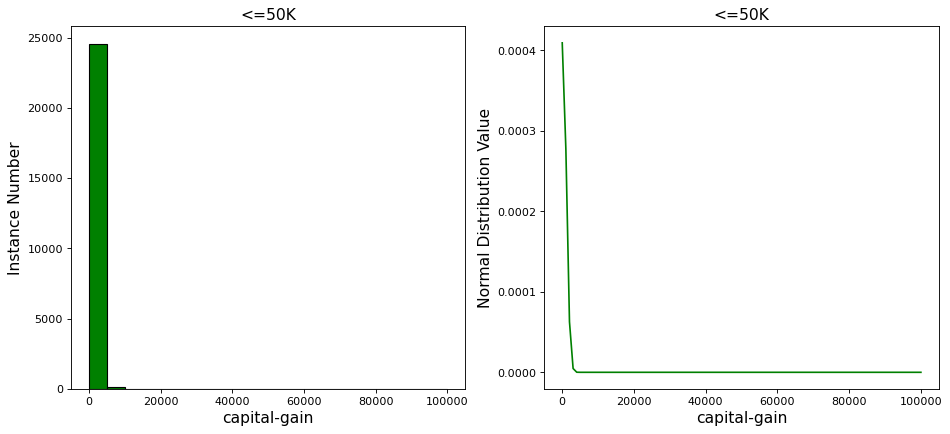 <=50K
Instance Number
25000
20000
15000
10000
5000
0
0 20000 40000 60000 80000 100000
capital-gain
<=50K
Normal Distribution Value
0.0004
0.0003
0.0002
0.0001
0.0000
0 20000 40000 60000 80000 100000
capital-gain